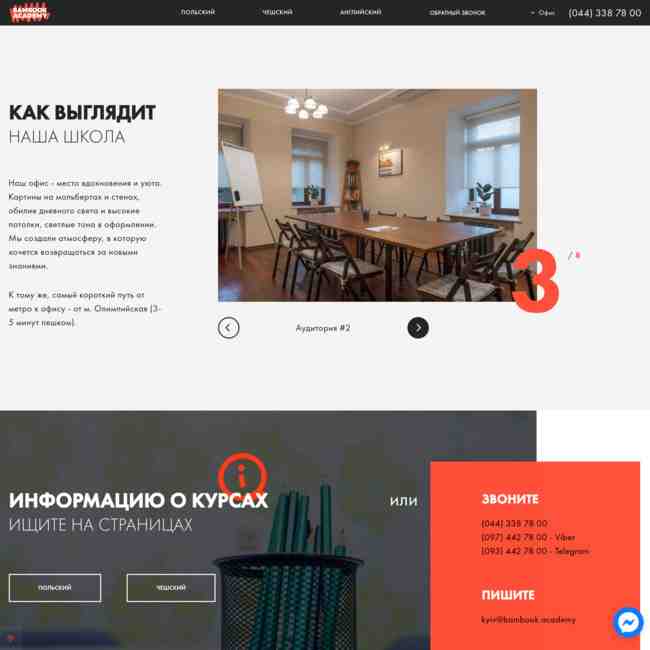 BAMBOOK
ACADEMY
ПОЛЬСКИЙ
ЧЕШСКИЙ
АНГЛИЙСКИЙ
ОБРАТНЫЙ ЗВОНОК
Офис
(044) 338 78 00
КАК ВЫГЛЯДИТ
НАША ШКОЛА
Наш офис - место вдохновения и уюта.
Картины на мольбертах и стенах,
обилие дневного света и высокие
потолки, светлые тона в оформлении.
Мы создали атмосферу, в которую
хочется возвращаться за новыми
знаниями.
К тому же, самый короткий путь от
метро к офису - от м. Олимпийская (3-
5 минут пешком).
3
/ 8
Аудитория #2
ИНФОРМАЦИЮ О КУРСАХ
ИЩИТЕ НА СТРАНИЦАХ
ПОЛЬСКИЙ
ЧЕШСКИЙ
ИЛИ
ЗВОНИТЕ
(044) 338 78 00
(097) 442 78 00 - Viber
(093) 442 78 00 - Telegram
ПИШИТЕ
kyiv@bambook.academy